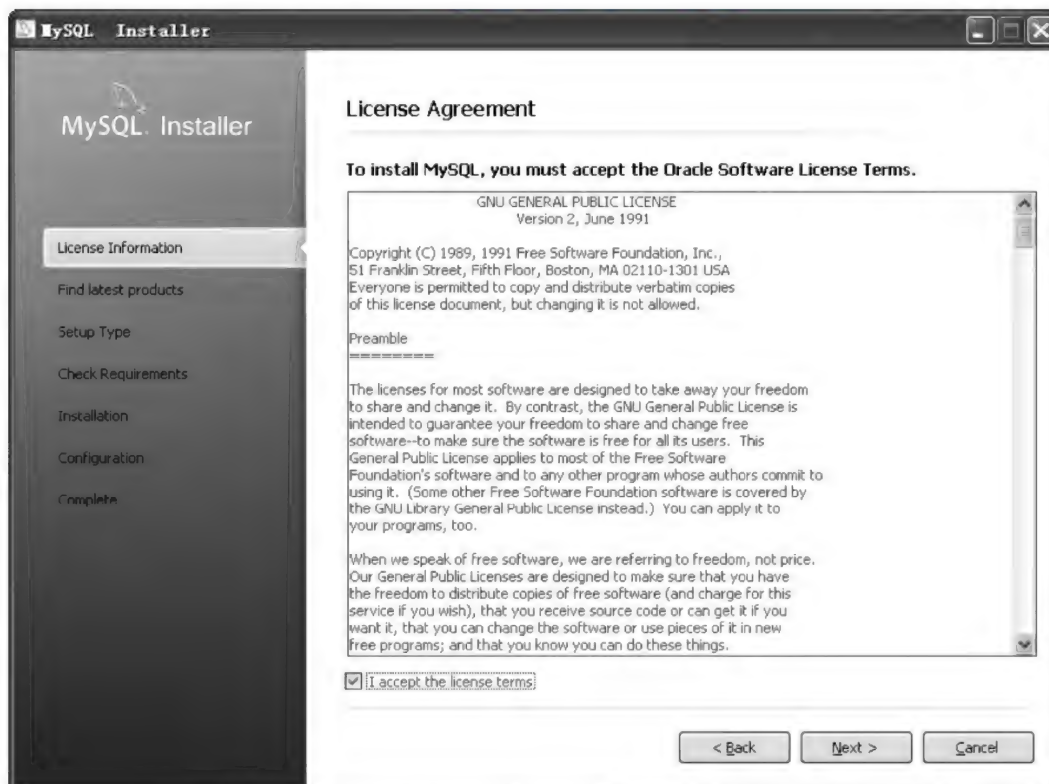 MySQL Installer
MySQL. Installer
License Information
Find latest products
Setup Type
Check Requirements
Installation
Configuration
Complete
License Agreement
To install MySQL, you must accept the Oracle Software License Terms.
GNU GENERAL PUBLIC LICENSE
Version 2, June 1991
Copyright (C) 1989, 1991 Free Software Foundation, Inc.,
51 Franklin Street, Fifth Floor, Boston, MA 02110-1301 USA
Everyone is permitted to copy and distribute verbatim copies
of this license document, but changing it is not allowed.
Preamble
========
The licenses for most software are designed to take away your freedom
to share and change it. By contrast, the GNU General Public License is
intended to guarantee your freedom to share and change free
software--to make sure the software is free for all its users. This
General Public License applies to most of the Free Software
Foundation's software and to any other program whose authors commit to
using it. (Some other Free Software Foundation software is covered by
the GNU Library General Public License instead.) You can apply it to
your programs, too.
When we speak of free software, we are referring to freedom, not price.
Our General Public Licenses are designed to make sure that you have
the freedom to distribute copies of free software (and charge for this
service if you wish), that you receive source code or can get it if you
want it, that you can change the software or use pieces of it in new
free programs; and that you know you can do these things.
I accept the license terms
< Back
Next >
Cancel